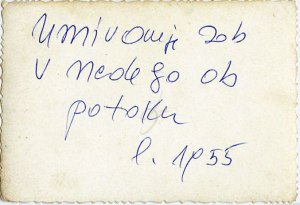 Umivanje zob
v nedeljo ob
potoku
l. 1955